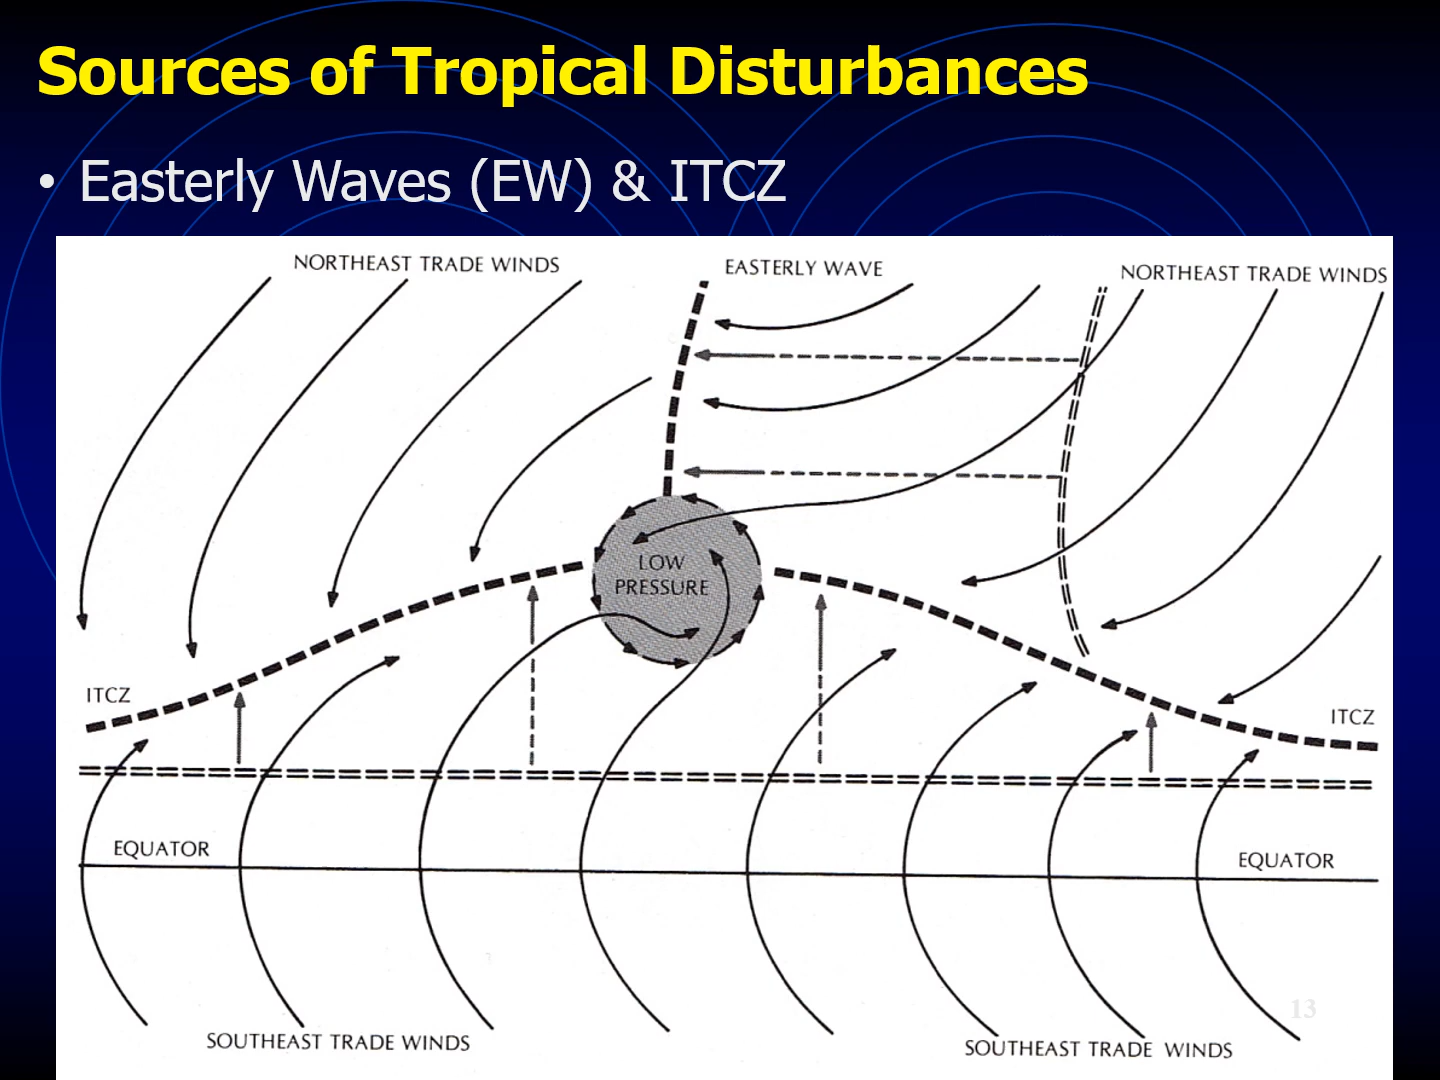 Sources of Tropical Disturbances
• Easterly Waves (EW) & ITCZ
NORTHEAST TRADE WINDS
EASTERLY WAVE
NORTHEAST TRADE WINDS
LOW
PRESSURE
ITCZ
ITCZ
EQUATOR
EQUATOR
13
SOUTHEAST TRADE WINDS
SOUTHEAST TRADE WINDS